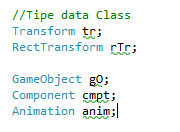 //Tipe data Class
Transform tr;
RectTransform rTr;
GameObject gO;
Component cmpt;
Animation anim;